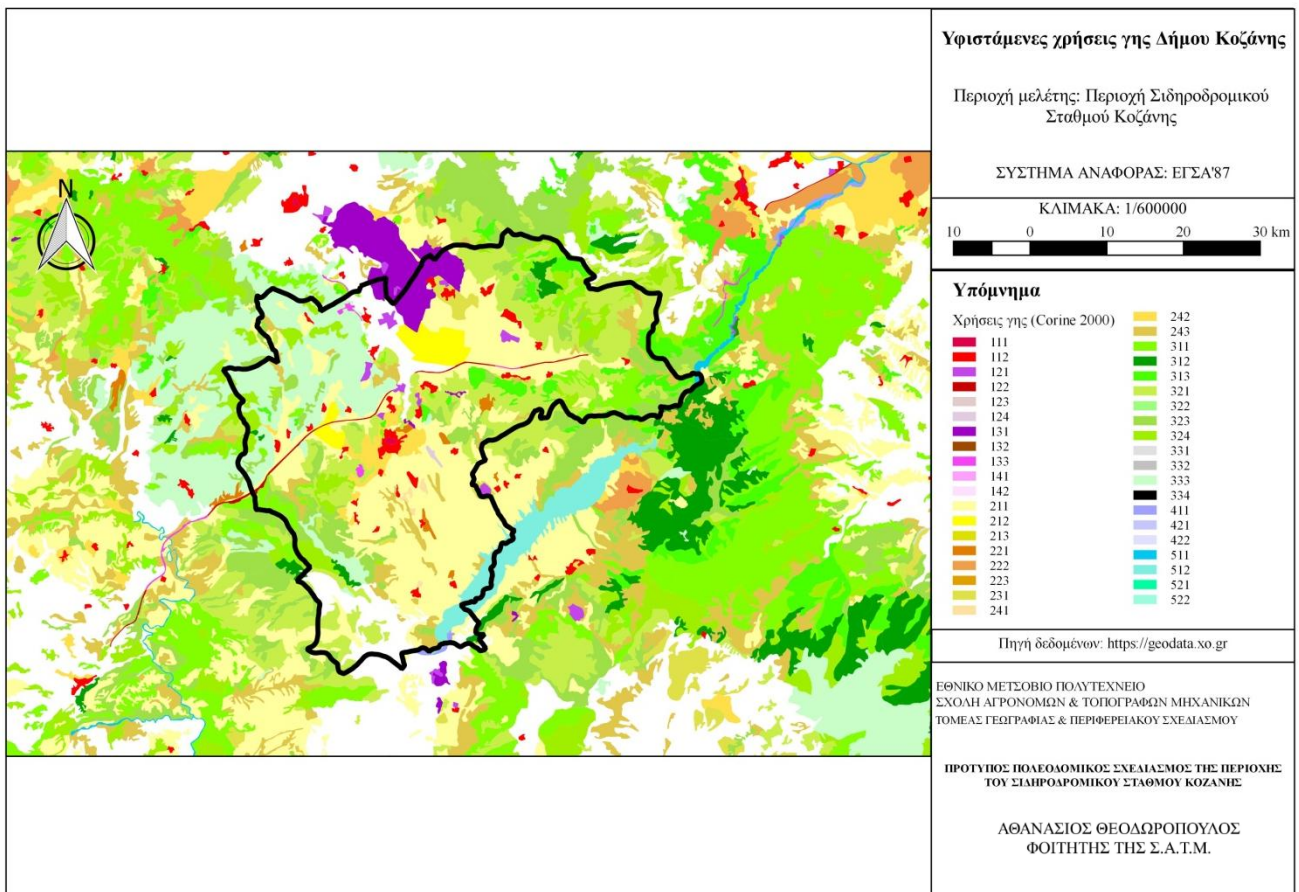 N
Υφιστάμενες χρήσεις γης Δήμου Κοζάνης
Περιοχή μελέτης: Περιοχή Σιδηροδρομικού
Σταθμού Κοζάνης
ΣΥΣΤΗΜΑ ΑΝΑΦΟΡΑΣ: ΕΓΣΑ'87
ΚΛΙΜΑΚΑ: 1/600000
10 0 10 20 30 km
Υπόμνημα
Χρήσεις γης (Corine 2000)
111
112
121
122
123
124
131
132
133
141
142
211
212
213
221
222
223
231
241
242
243
311
312
313
321
322
323
324
331
332
333
334
411
421
422
511
512
521
522
Πηγή δεδομένων: https://geodata.xo.gr
ΕΘΝΙΚΟ ΜΕΤΣΟΒΙΟ ΠΟΛΥΤΕΧΝΕΙΟ
ΣΧΟΛΗ ΑΓΡΟΝΟΜΩΝ & ΤΟΠΟΓΡΑΦΩΝ ΜΗΧΑΝΙΚΩΝ
ΤΟΜΕΑΣ ΓΕΩΓΡΑΦΙΑΣ & ΠΕΡΙΦΕΡΕΙΑΚΟΥ ΣΧΕΔΙΑΣΜΟΥ
ΠΡΟΤΥΠΟΣ ΠΟΛΕΟΔΟΜΙΚΟΣ ΣΧΕΔΙΑΣΜΟΣ ΤΗΣ ΠΕΡΙΟΧΗΣ
ΤΟΥ ΣΙΔΗΡΟΔΡΟΜΙΚΟΥ ΣΤΑΘΜΟΥ ΚΟΖΑΝΗΣ
ΑΘΑΝΑΣΙΟΣ ΘΕΟΔΩΡΟΠΟΥΛΟΣ
ΦΟΙΤΗΤΗΣ ΤΗΣ Σ.Α.Τ.Μ.